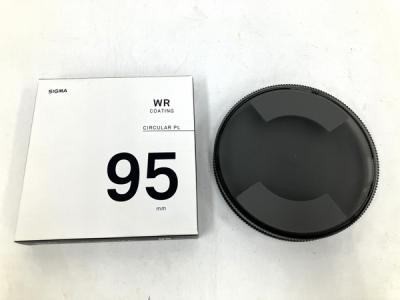 SIGMA
WR
COATING
CIRCULAR PL
95
mm